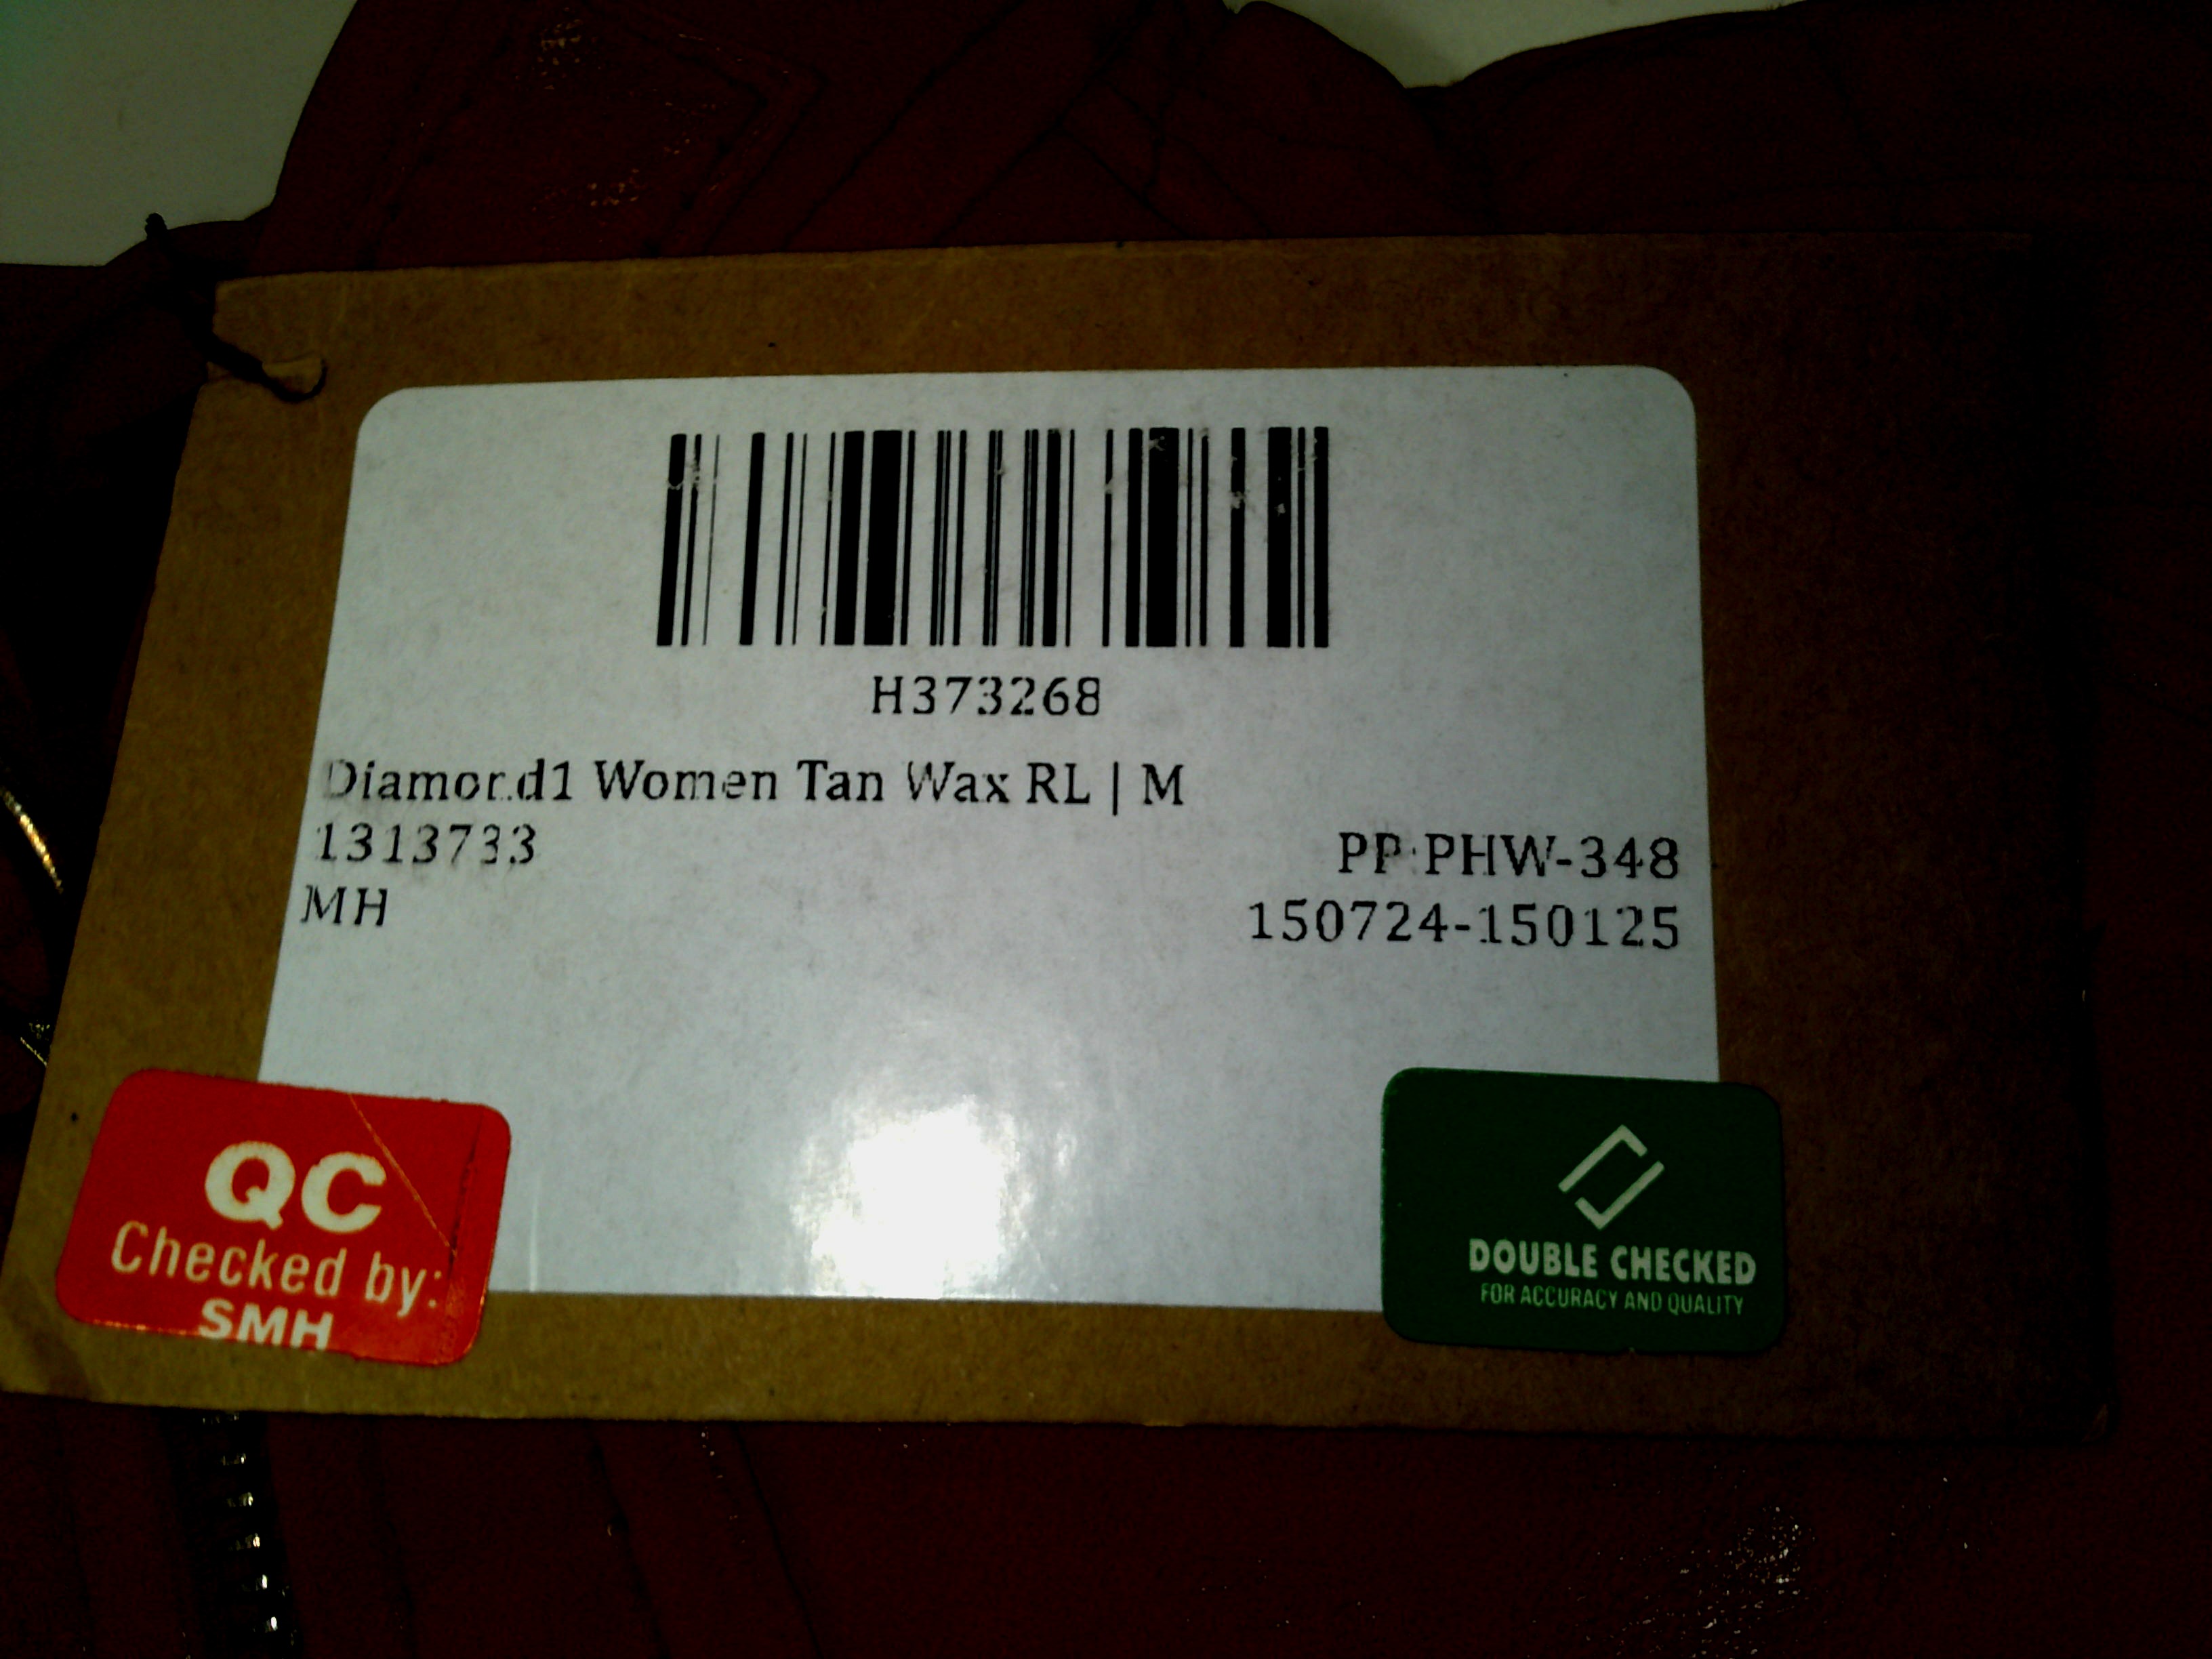 H373268
Diamond1 Women Tan Wax RL | M
1313733
PP:PHW-348
MH
150724-150125
QC
Checked by:
SMH
DOUBLE CHECKED
FOR ACCURACY AND QUALITY